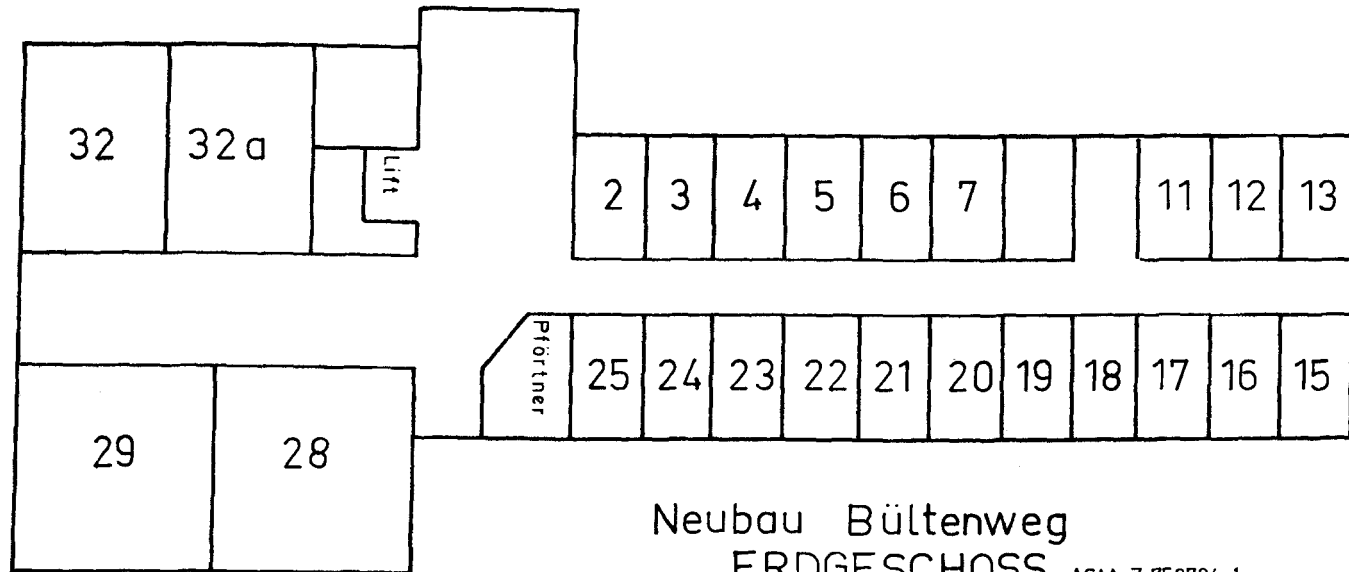 32 32a
Lift
2 3 4 5 6 7 11 12 13
Pförtner
25 24 23 22 21 20 19 18 17 16 15
29 28
Neubau Bültenweg
ERDGESCHOSS